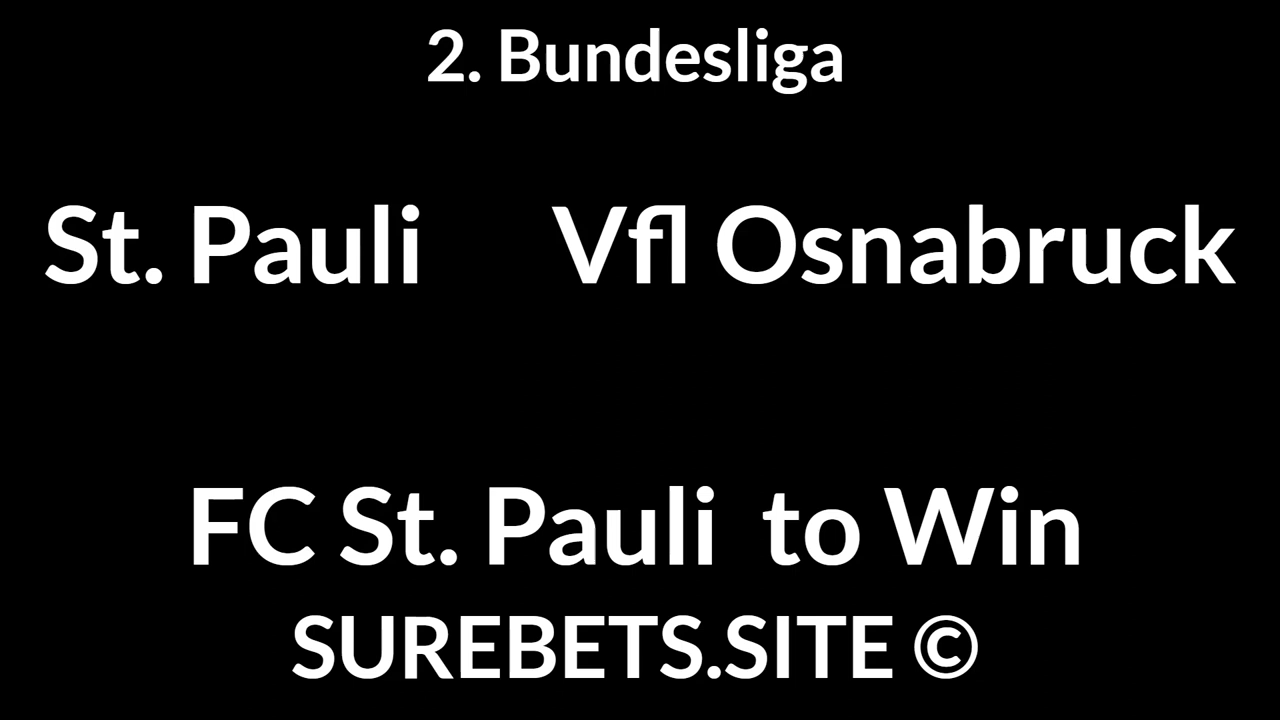 2. Bundesliga
St. Pauli Vfl Osnabruck
FC St. Pauli to Win
SUREBETS.SITE ©